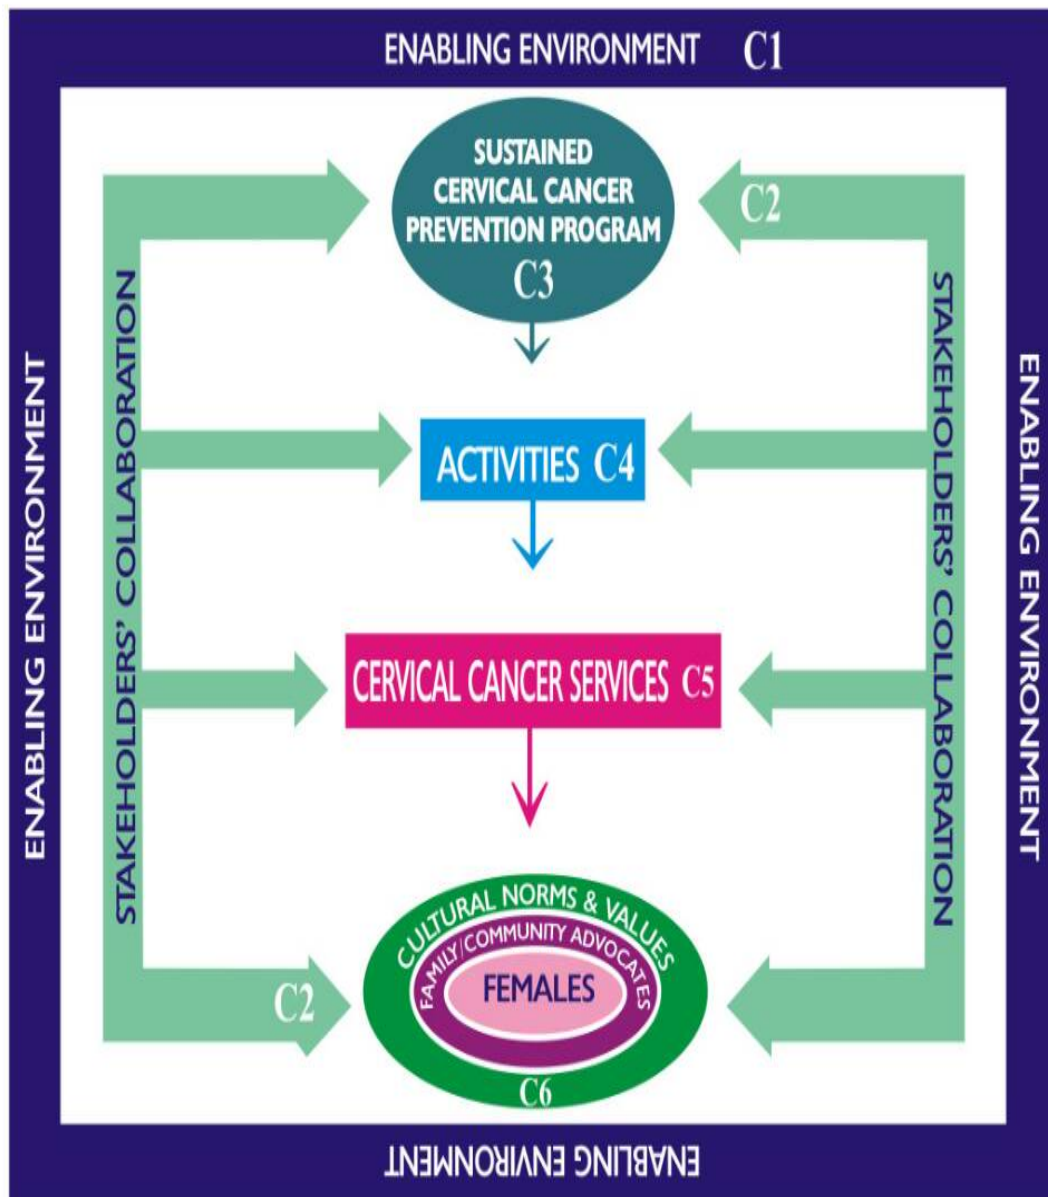 ENABLING ENVIRONMENT C1
SUSTAINED
CERVICAL CANCER
PREVENTION PROGRAM
C3
C2
ENABLING ENVIRONMENT
STAKEHOLDERS' COLLABORATION
STAKEHOLDERS' COLLABORATION
ENABLING ENVIRONMENT
ACTIVITIES C4
CERVICAL CANCER SERVICES C5
CULTURAL NORMS & VALUES
FAMILY/COMMUNITY ADVOCATES
FEMALES
C2
C6
ENABLING ENVIRONMENT